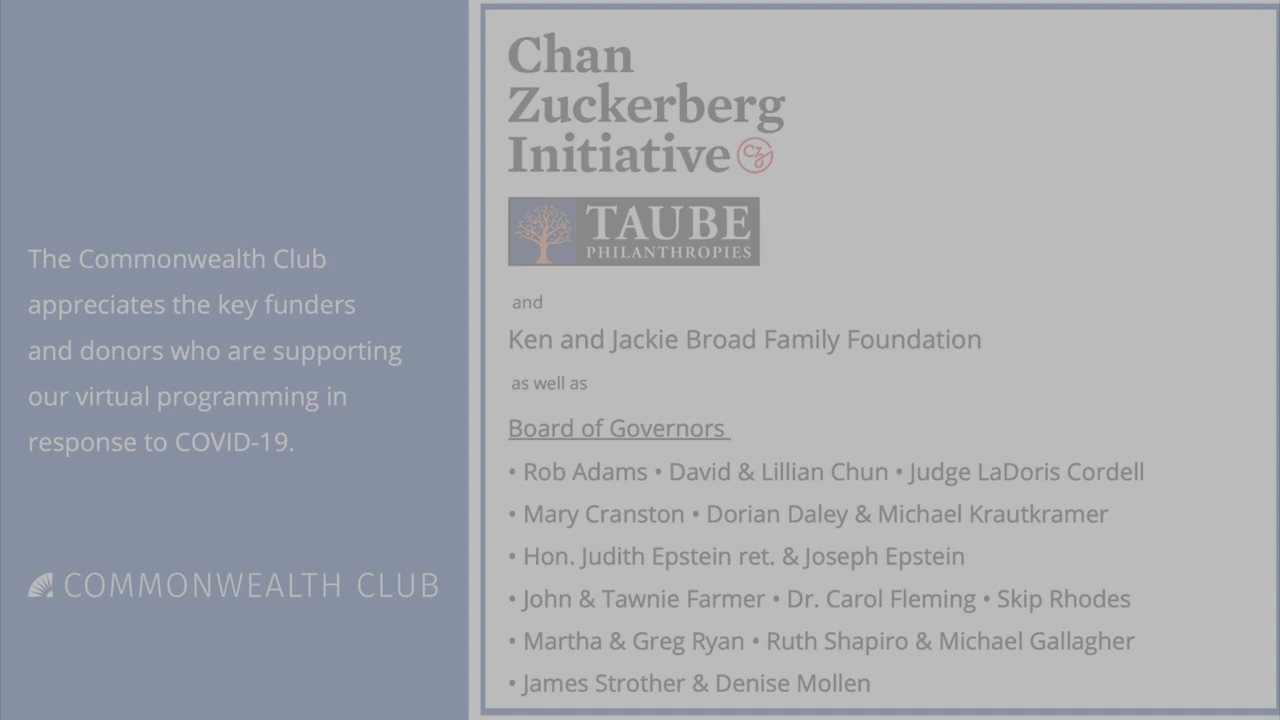 The Commonwealth Club
appreciates the key funders
and donors who are supporting
our virtual programming in
response to COVID-19.
COMMONWEALTH CLUB
Chan
Zuckerberg
Initiative
cz
TAUBE
PHILANTHROPIES
and
Ken and Jackie Broad Family Foundation
as well as
Board of Governors
• Rob Adams • David & Lillian Chun • Judge LaDoris Cordell
• Mary Cranston • Dorian Daley & Michael Krautkramer
• Hon. Judith Epstein ret. & Joseph Epstein
• John & Tawnie Farmer • Dr. Carol Fleming • Skip Rhodes
• Martha & Greg Ryan • Ruth Shapiro & Michael Gallagher
• James Strother & Denise Mollen